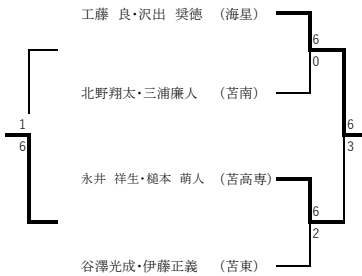 工藤 良・沢出 奨徳 （海星）
6
0
北野翔太・三浦廉人 （苫南）
1
6
6
3
永井 祥生・槌本 萌人 （苫高専）
6
2
谷澤光成・伊藤正義 （苫東）